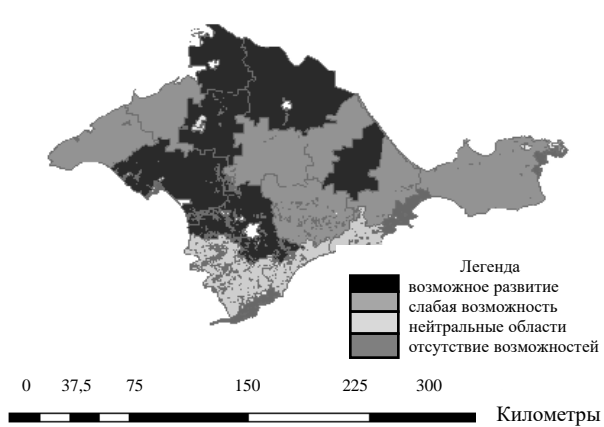 Легенда
возможное развитие
слабая возможность
нейтральные области
отсутствие возможностей
0 37,5 75 150 225 300
Километры